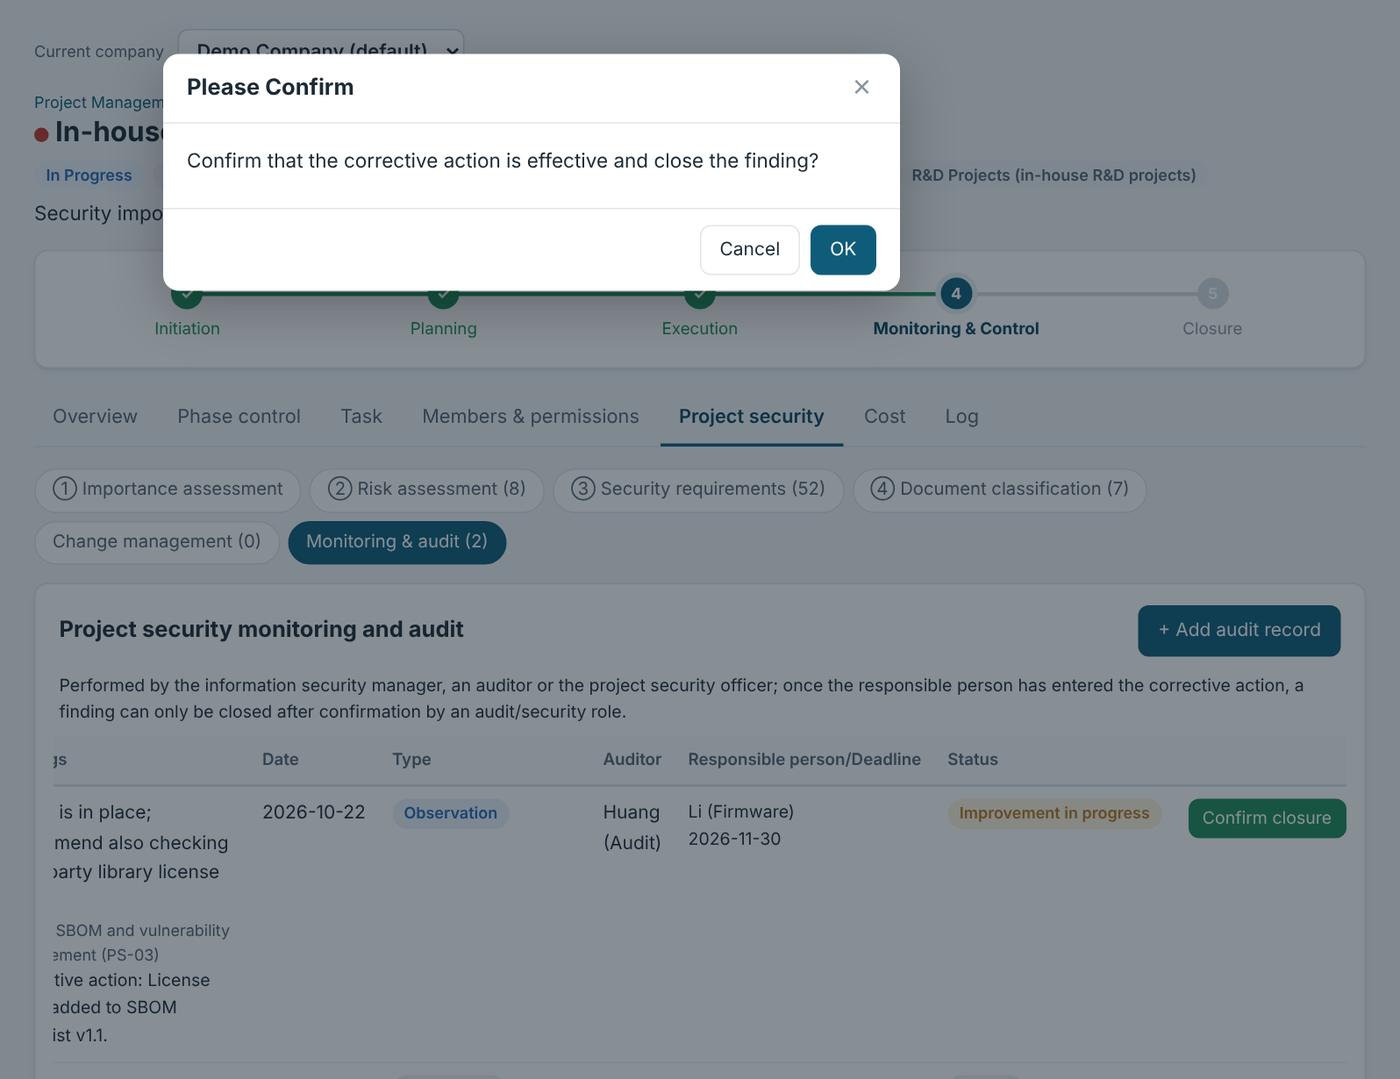 Current company Demo Company (default)
Please Confirm
Project Managem
In-house
Confirm that the corrective action is effective and close the finding?
In Progress R&D Projects (in-house R&D projects)
Security impo
Cancel OK
4 5
Initiation Planning Execution Monitoring & Control Closure
Overview Phase control Task Members & permissions Project security Cost Log
① Importance assessment ② Risk assessment (8) ③ Security requirements (52) ④ Document classification (7)
Change management (0) Monitoring & audit (2)
Project security monitoring and audit + Add audit record
Performed by the information security manager, an auditor or the project security officer; once the responsible person has entered the corrective action, a
finding can only be closed after confirmation by an audit/security role.
gs Date Type Auditor Responsible person/Deadline Status
is in place; 2026-10-22 Observation Huang Li (Firmware) Improvement in progress Confirm closure
mend also checking (Audit) 2026-11-30
party library license
SBOM and vulnerability
ement (PS-03)
tive action: License
added to SBOM
ist v1.1.